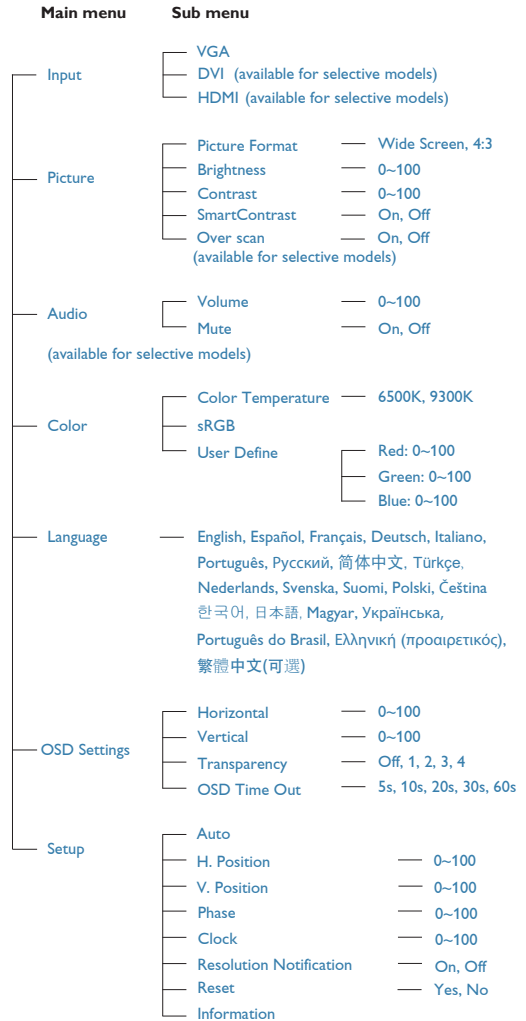 Main menu Sub menu
VGA
Input DVI (available for selective models)
HDMI (available for selective models)
Picture Format Wide Screen, 4:3
Brightness 0~100
Picture
Contrast 0~100
SmartContrast On, Off
Over scan On, Off
(available for selective models)
Volume 0~100
Audio
Mute On, Off
(available for selective models)
Color Temperature 6500K, 9300K
Color sRGB
User Define Red: 0~100
Green: 0~100
Blue: 0~100
Language English, Español, Français, Deutsch, Italiano,
Português, Русский, 简体中文, Türkçe,
Nederlands, Svenska, Suomi, Polski, Čeština
한국어, 日本語, Magyar, Українська,
Português do Brasil, Ελληνική (προαιρετικός),
繁體中文(可選)
Horizontal 0~100
Vertical 0~100
OSD Settings
Transparency Off, 1, 2, 3, 4
OSD Time Out 5s, 10s, 20s, 30s, 60s
Auto
Setup
H. Position 0~100
V. Position 0~100
Phase 0~100
Clock 0~100
Resolution Notification On, Off
Reset Yes, No
Information